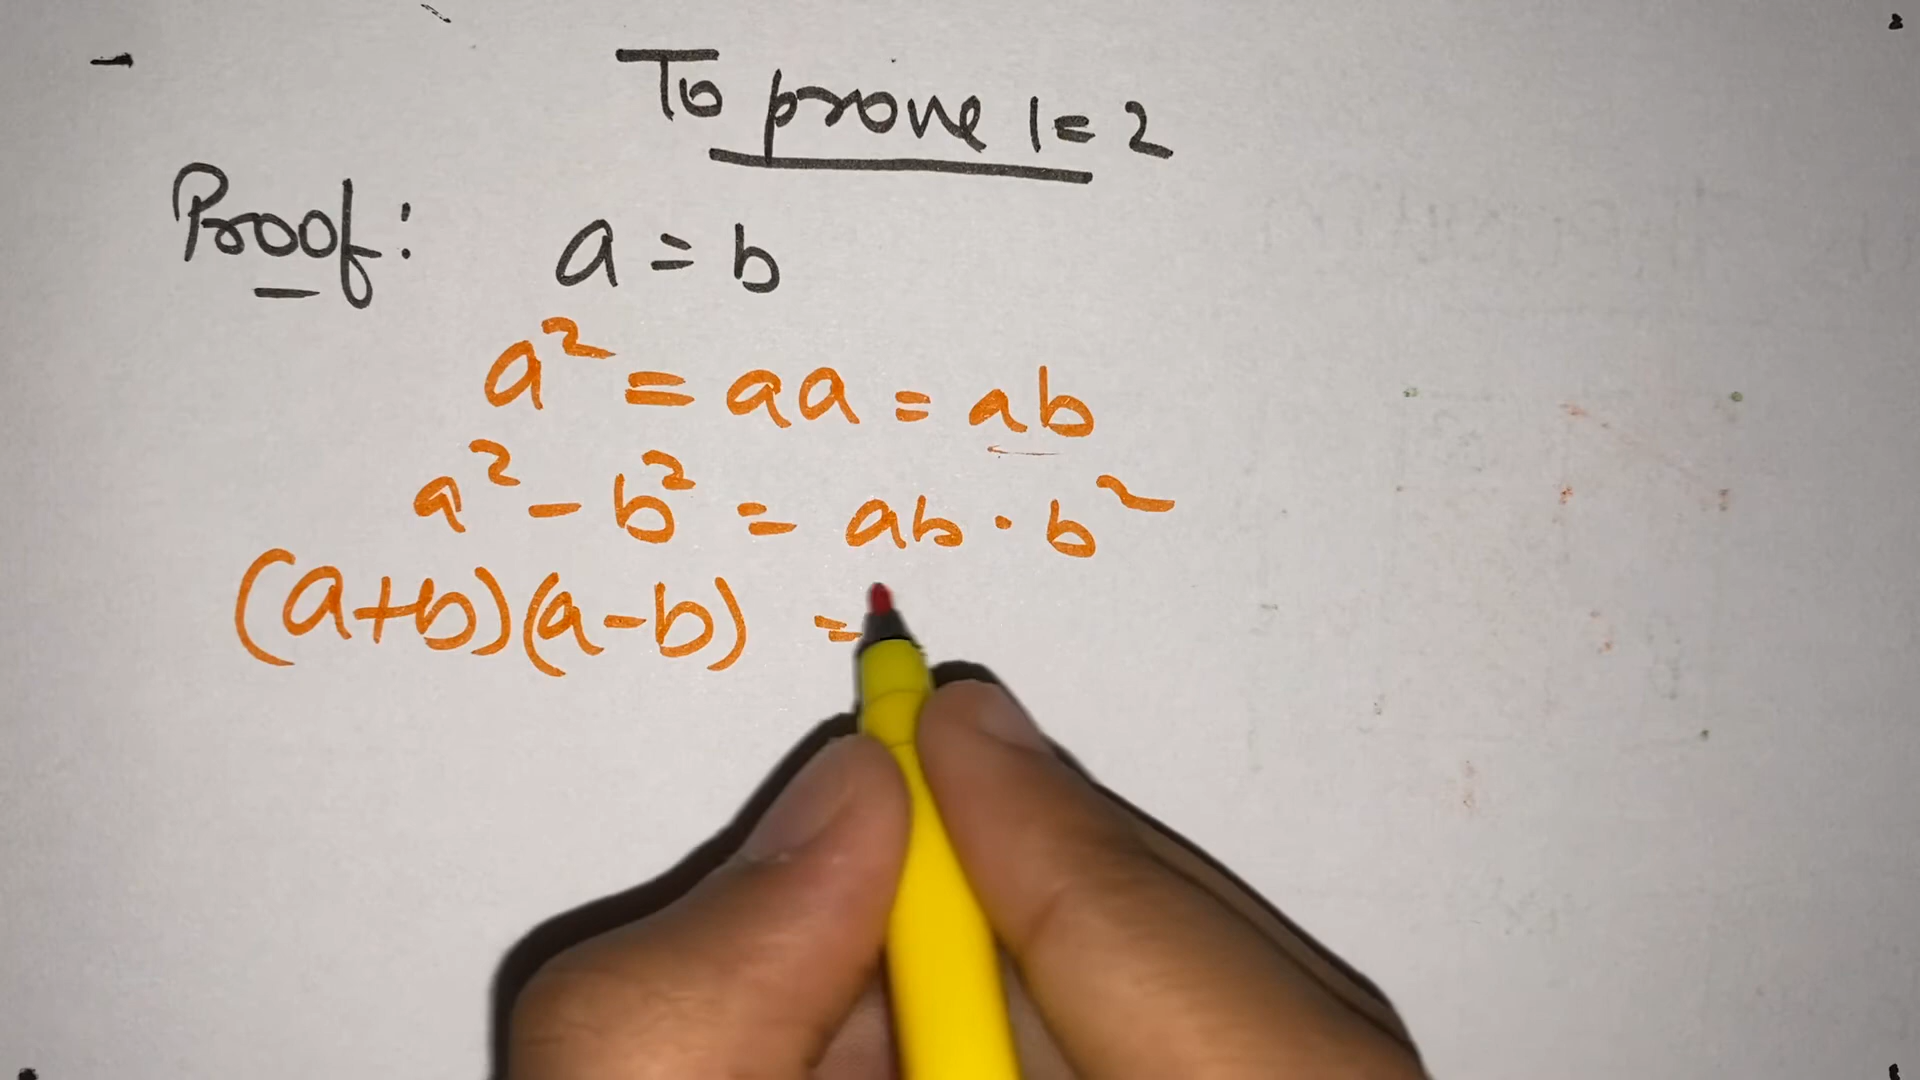 To prove 1=2
Proof: a = b
a² = aa = ab
a² - b² = ab · b²
(a+b)(a-b) =